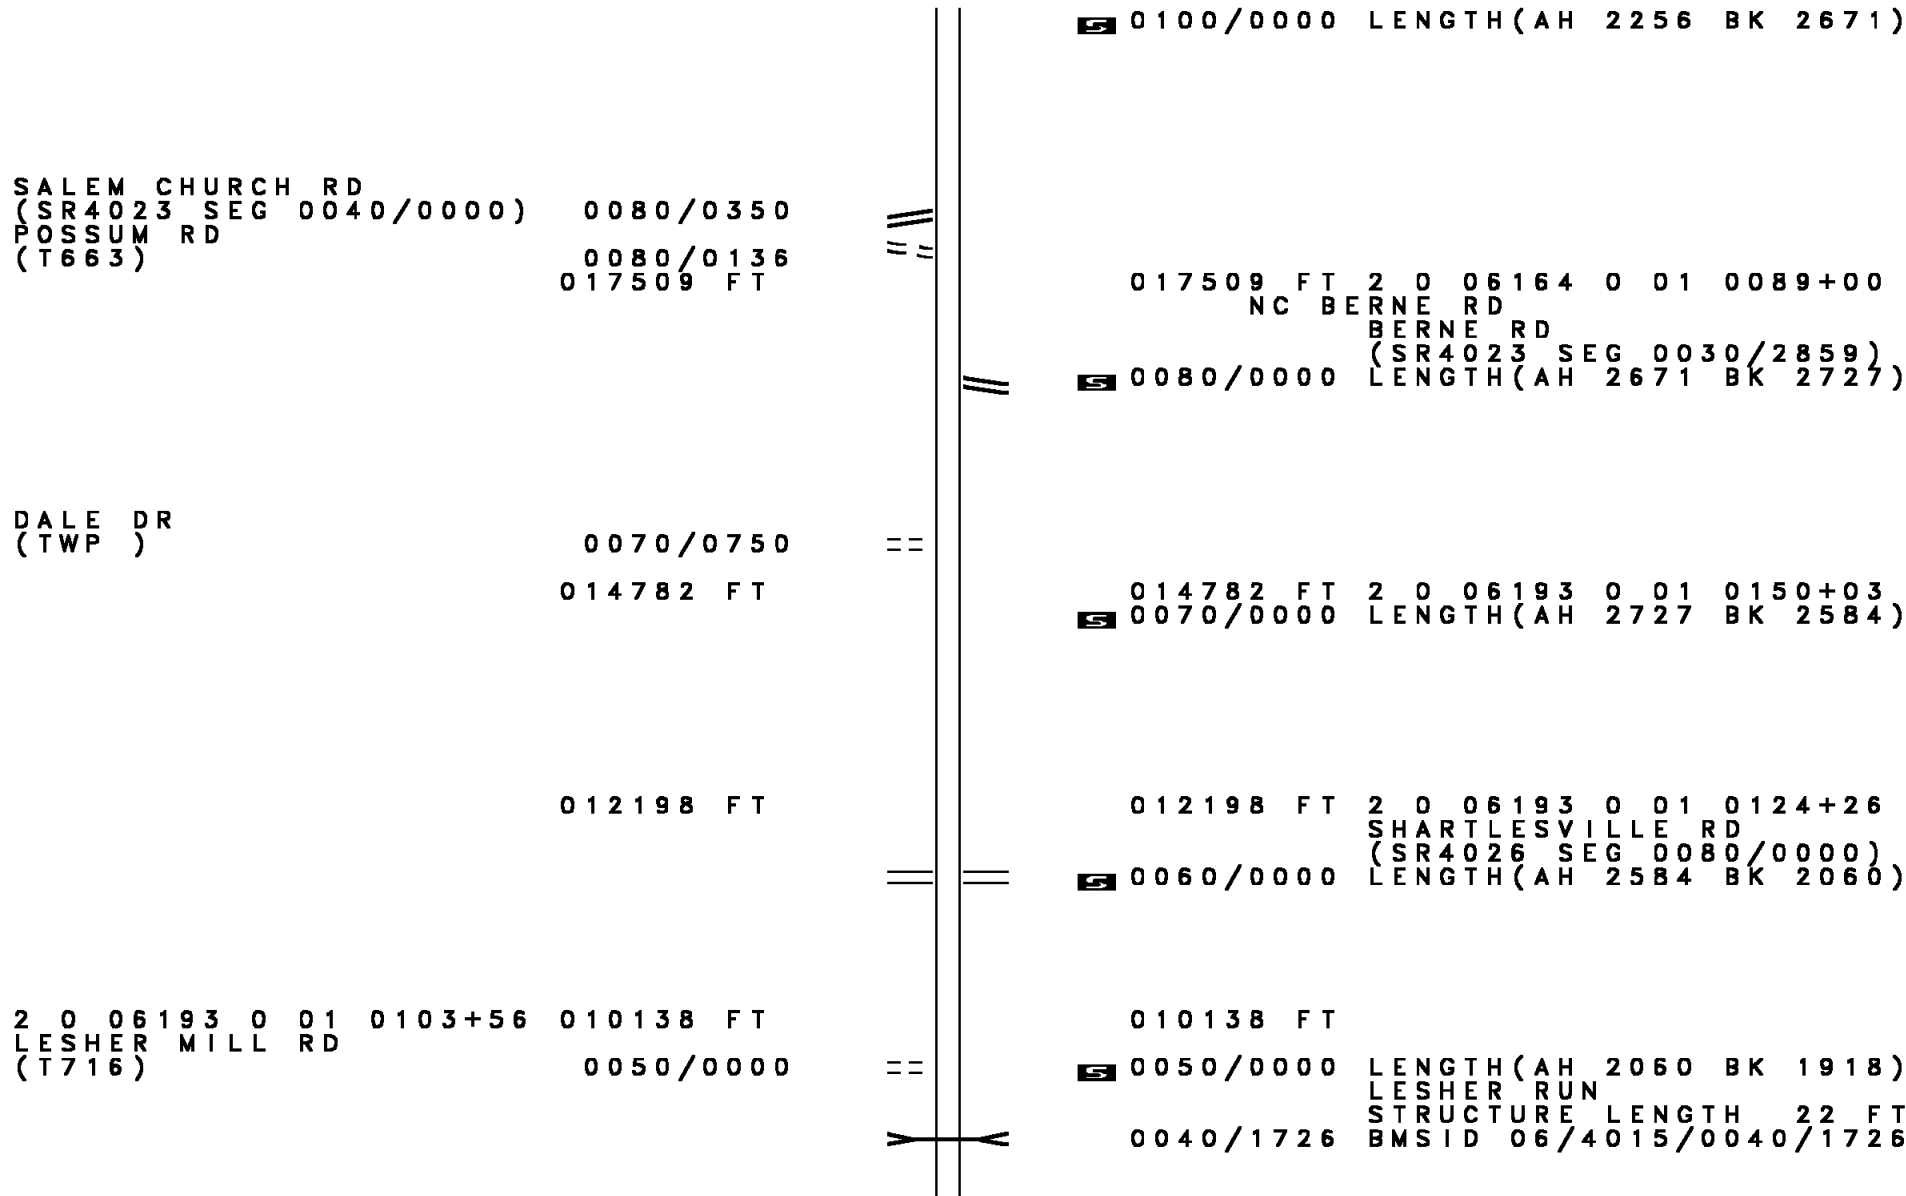 S 0100/0000 LENGTH(AH 2256 BK 2671)
SALEM CHURCH RD
(SR4023 SEG 0040/0000) 0080/0350
POSSUM RD
(T663) 0080/0136
017509 FT 017509 FT 2 0 06164 0 01 0089+00
NC BERNE RD
BERNE RD
(SR4023 SEG 0030/2859)
S 0080/0000 LENGTH(AH 2671 BK 2727)
DALE DR
(TWP ) 0070/0750
014782 FT 014782 FT 2 0 06193 0 01 0150+03
S 0070/0000 LENGTH(AH 2727 BK 2584)
012198 FT 012198 FT 2 0 06193 0 01 0124+26
SHARTLESVILLE RD
(SR4026 SEG 0080/0000)
S 0060/0000 LENGTH(AH 2584 BK 2060)
2 0 06193 0 01 0103+56 010138 FT 010138 FT
LESHER MILL RD
(T716) 0050/0000 S 0050/0000 LENGTH(AH 2060 BK 1918)
LESHER RUN
STRUCTURE LENGTH 22 FT
0040/1726 BMSID 06/4015/0040/1726